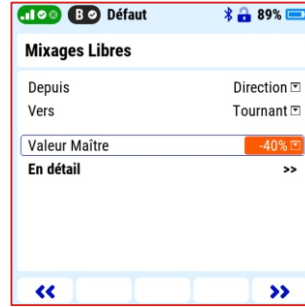 B Défaut 89%
Mixages Libres
Depuis Direction
Vers Tournant
Valeur Maître -40%
En détail >>
<< >>